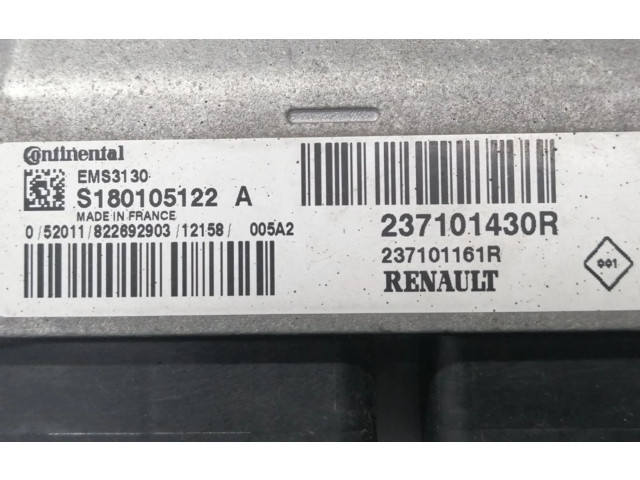 Continental
EMS3130
S180105122 A
MADE IN FRANCE
0/52011/822692903/12158/ 005A2
237101430R
237101161R
RENAULT
001